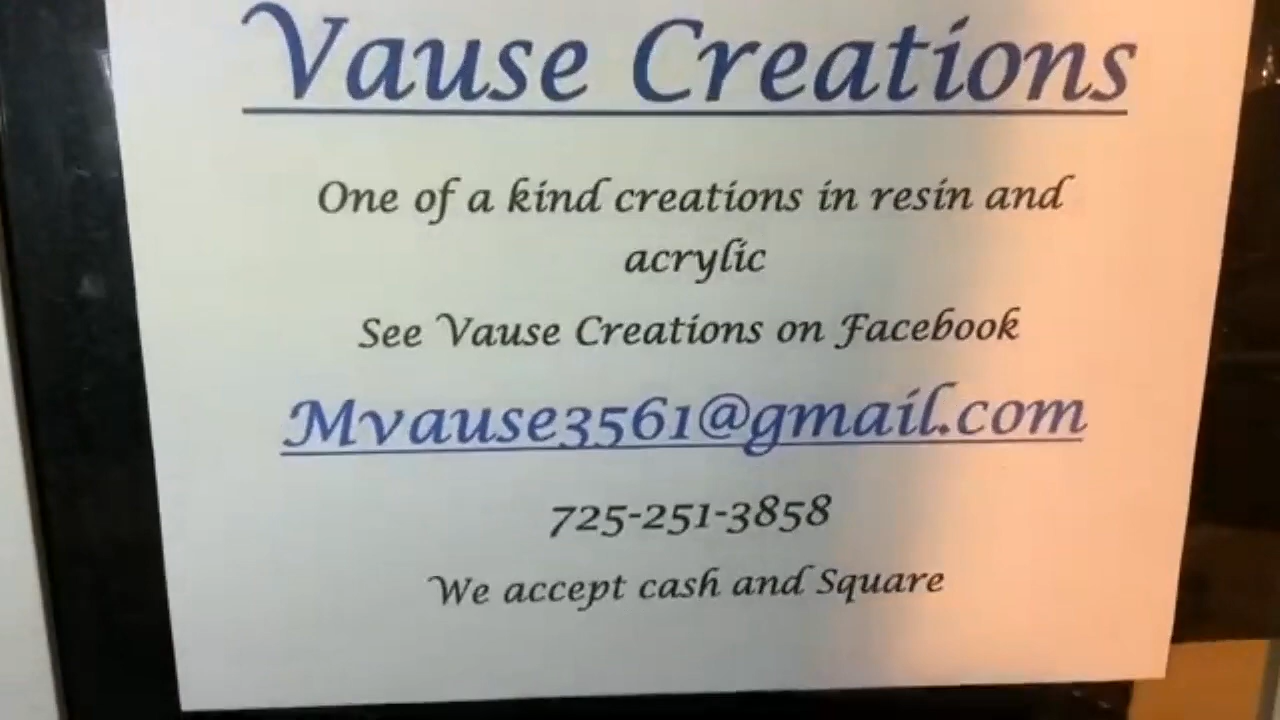 Vause Creations
One of a kind creations in resin and
acrylic
See Vause Creations on Facebook
Mvause3561@gmail.com
725-251-3858
We accept cash and Square